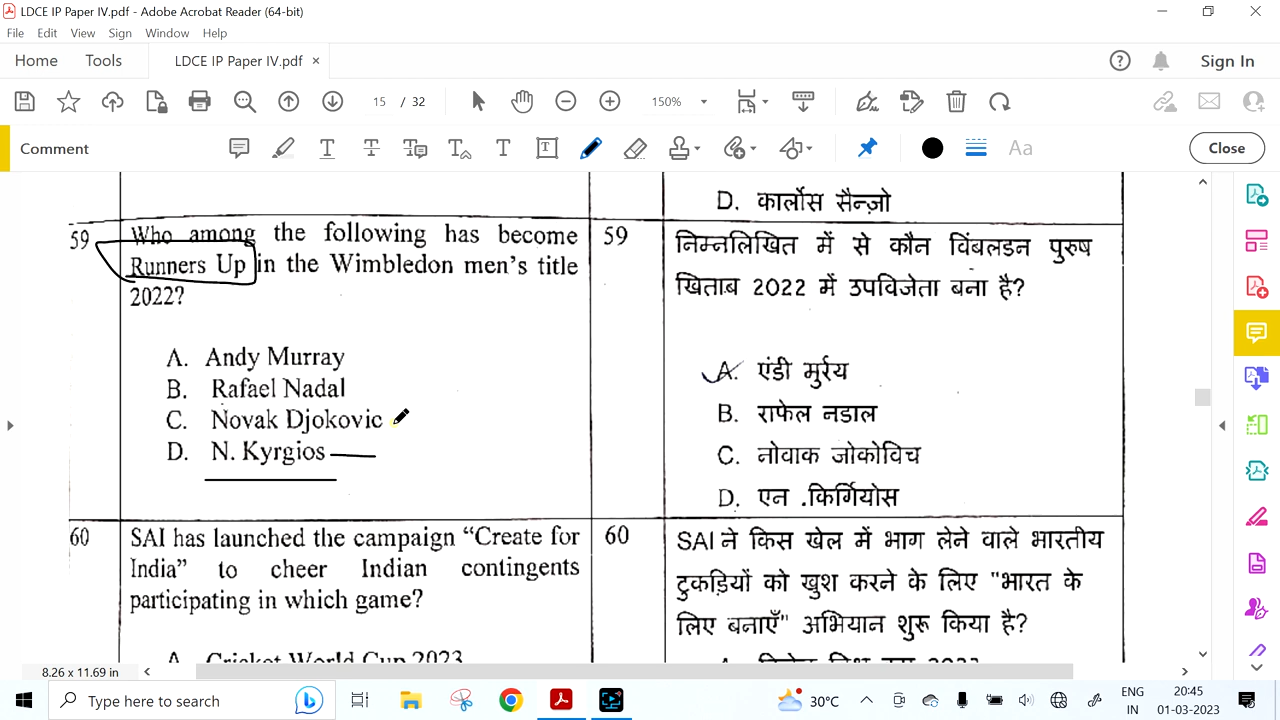 LDCE IP Paper IV.pdf - Adobe Acrobat Reader (64-bit)
File Edit View Sign Window Help
Home Tools LDCE IP Paper IV.pdf × Sign In
15 / 32 150%
Comment Aa Close
D. कार्लोस सैन्ज़ो
59 Who among the following has become
Runners Up in the Wimbledon men's title
2022?
A. Andy Murray
B. Rafael Nadal
C. Novak Djokovic
D. N. Kyrgios
59 निम्नलिखित में से कौन विंबलडन पुरुष
खिताब 2022 में उपविजेता बना है?
A. एंडी मुर्रय
B. राफेल नडाल
C. नोवाक जोकोविच
D. एन .किर्गियोस
60 SAI has launched the campaign "Create for
India" to cheer Indian contingents
participating in which game?
A Cricket World Cup 2023
60 SAI ने किस खेल में भाग लेने वाले भारतीय
टुकड़ियों को खुश करने के लिए "भारत के
लिए बनाएँ" अभियान शुरू किया है?
8.26 x 11.69 in
Type here to search 30°C ENG 20:45
IN 01-03-2023